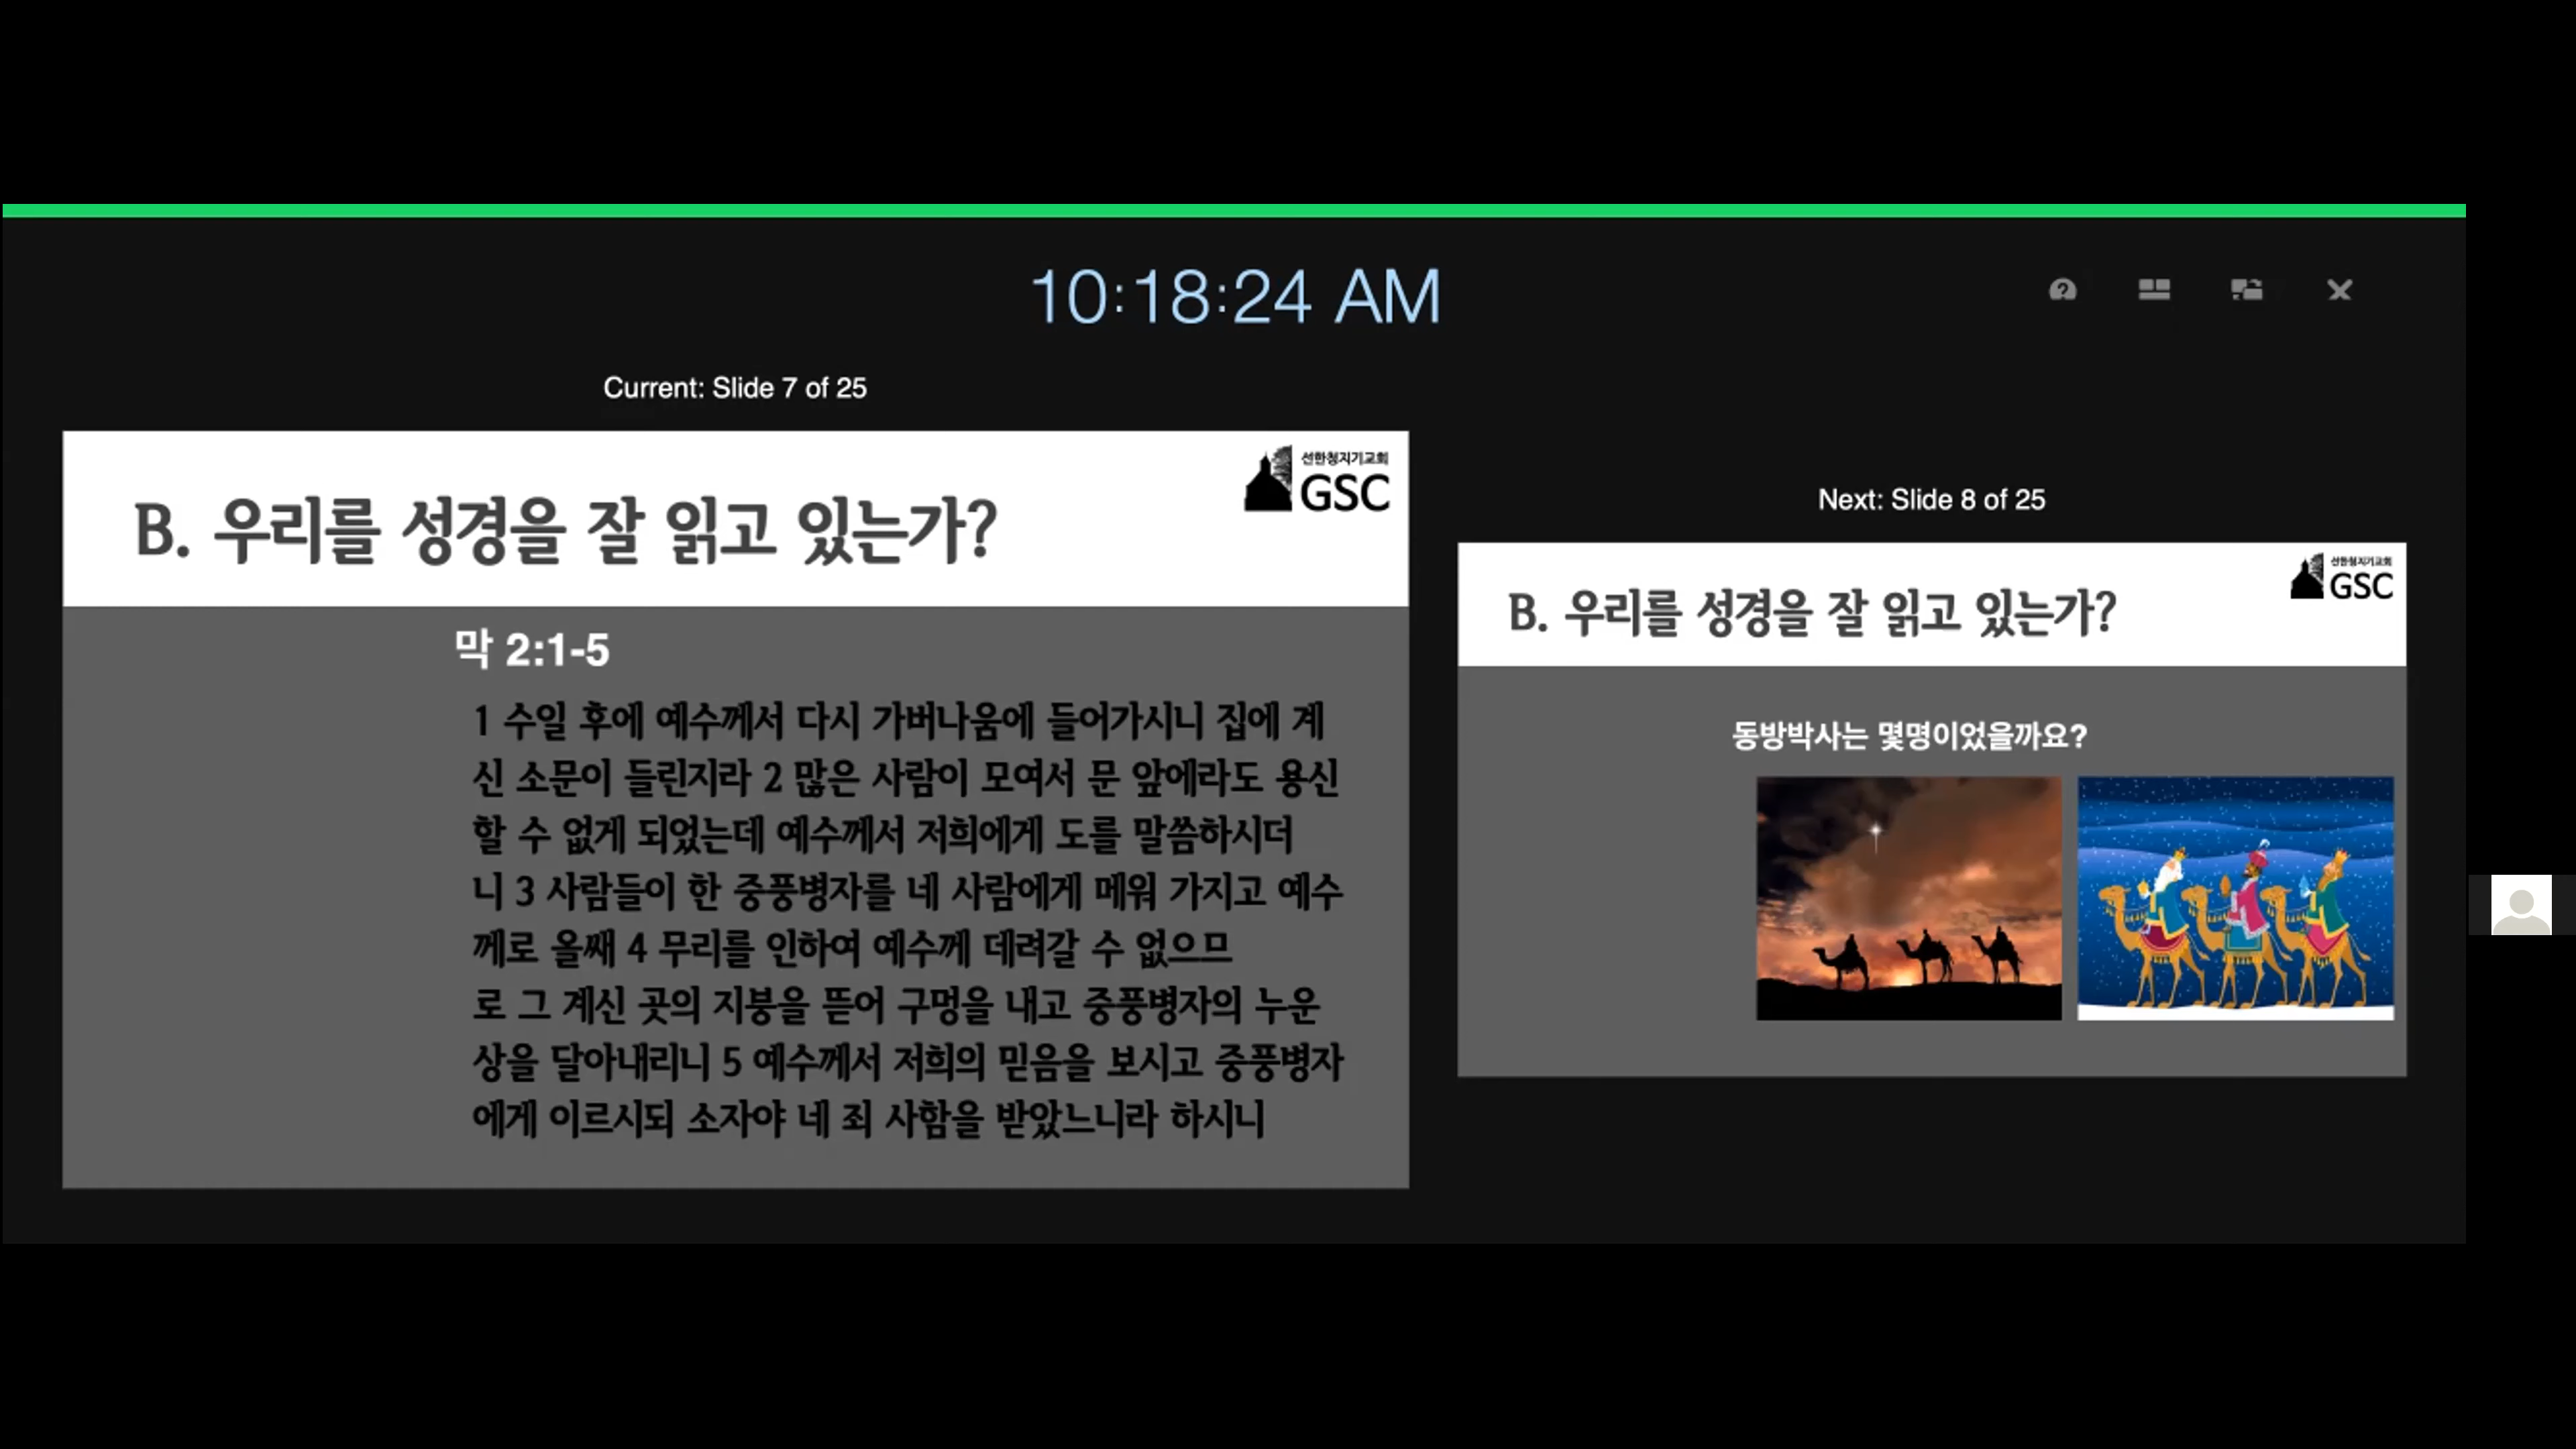 10:18:24 AM
Current: Slide 7 of 25
선한청지기교회
GSC
B. 우리를 성경을 잘 읽고 있는가?
막 2:1-5
1 수일 후에 예수께서 다시 가버나움에 들어가시니 집에 계
신 소문이 들린지라 2 많은 사람이 모여서 문 앞에라도 용신
할 수 없게 되었는데 예수께서 저희에게 도를 말씀하시더
니 3 사람들이 한 중풍병자를 네 사람에게 메워 가지고 예수
께로 올쌔 4 무리를 인하여 예수께 데려갈 수 없으므
로 그 계신 곳의 지붕을 뜯어 구멍을 내고 중풍병자의 누운
상을 달아내리니 5 예수께서 저희의 믿음을 보시고 중풍병자
에게 이르시되 소자야 네 죄 사함을 받았느니라 하시니
Next: Slide 8 of 25
선한청지기교회
GSC
B. 우리를 성경을 잘 읽고 있는가?
동방박사는 몇명이었을까요?